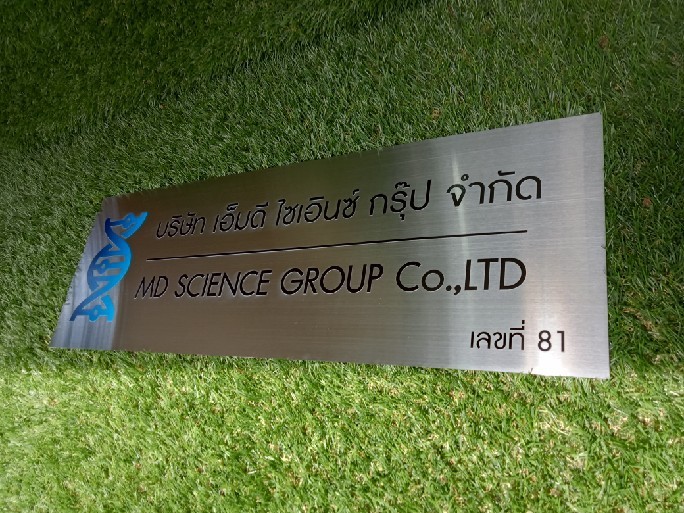 บริษัท เอ็มดี ไซเอินซ์ กรุ๊ป จำกัด
MD SCIENCE GROUP Co.,LTD
เลขที่ 81